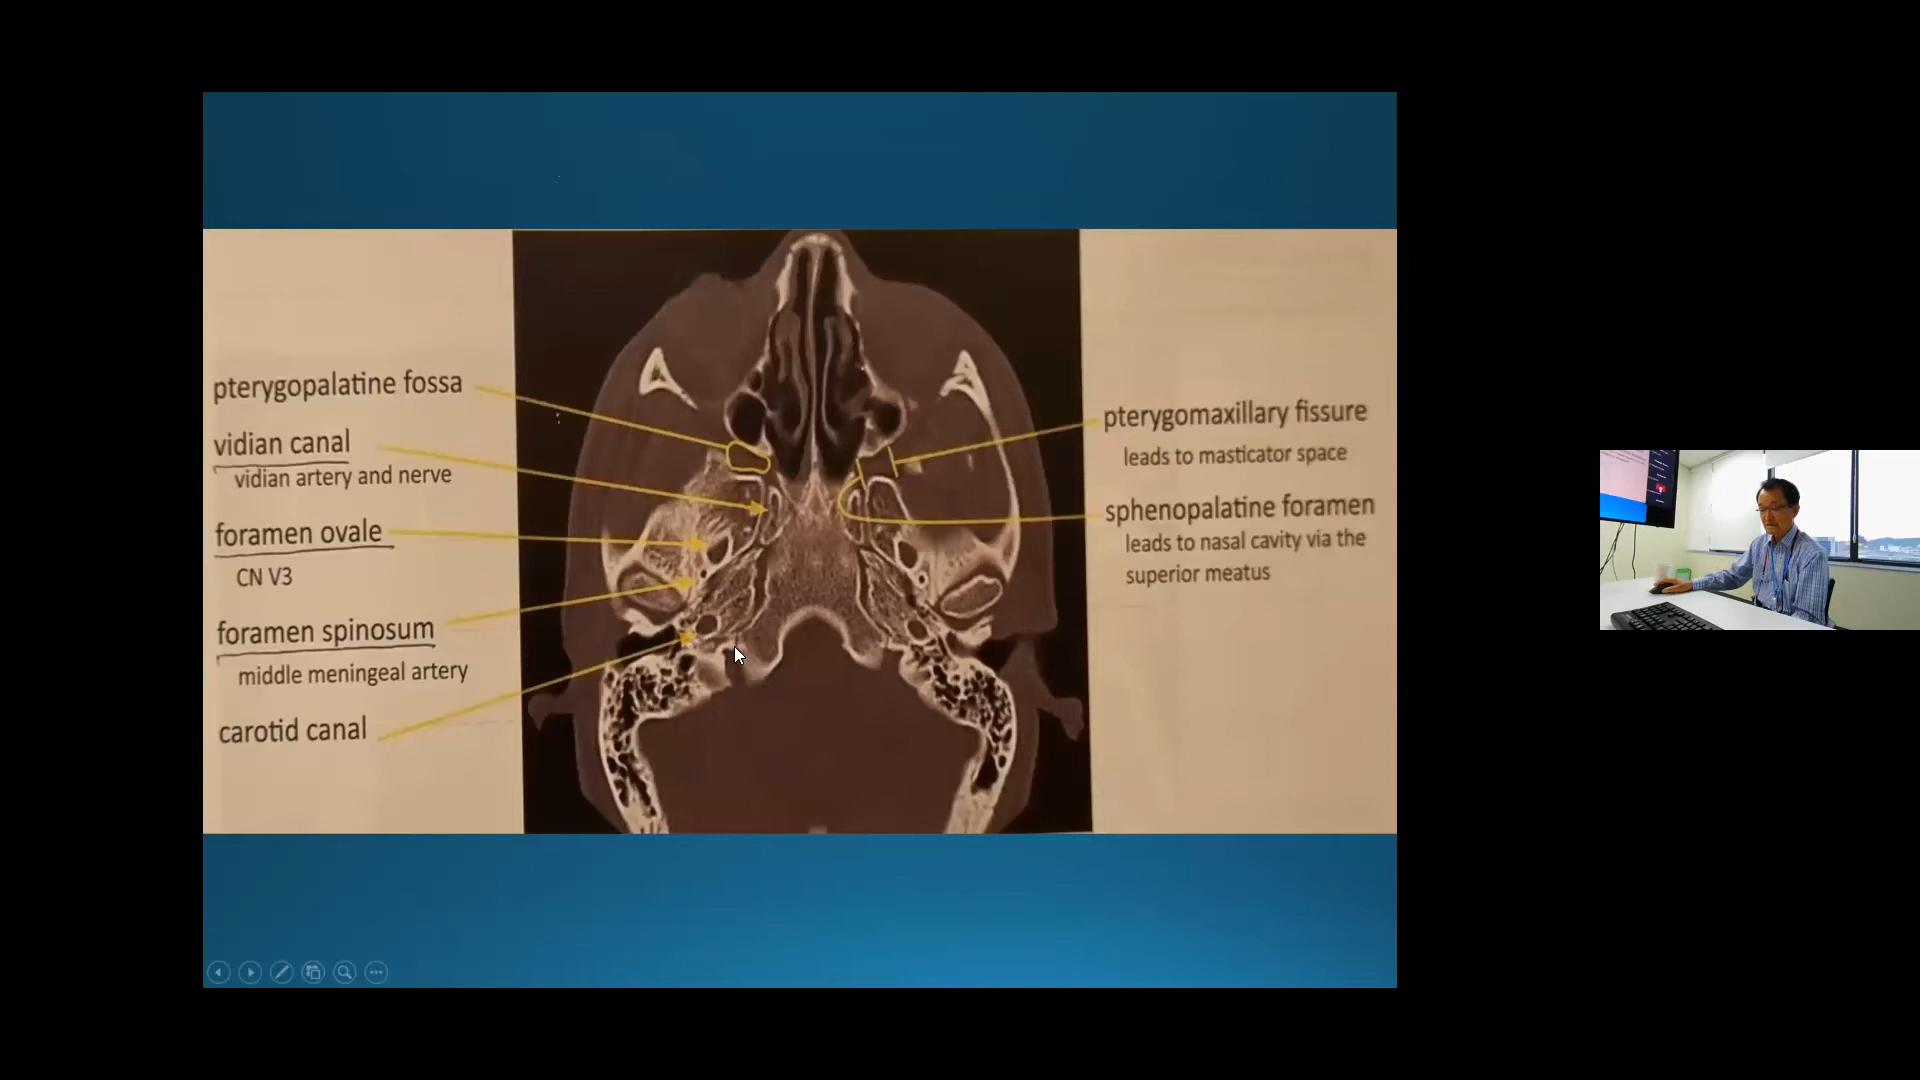 pterygopalatine fossa
vidian canal
vidian artery and nerve
foramen ovale
CN V3
foramen spinosum
middle meningeal artery
carotid canal
pterygomaxillary fissure
leads to masticator space
sphenopalatine foramen
leads to nasal cavity via the
superior meatus